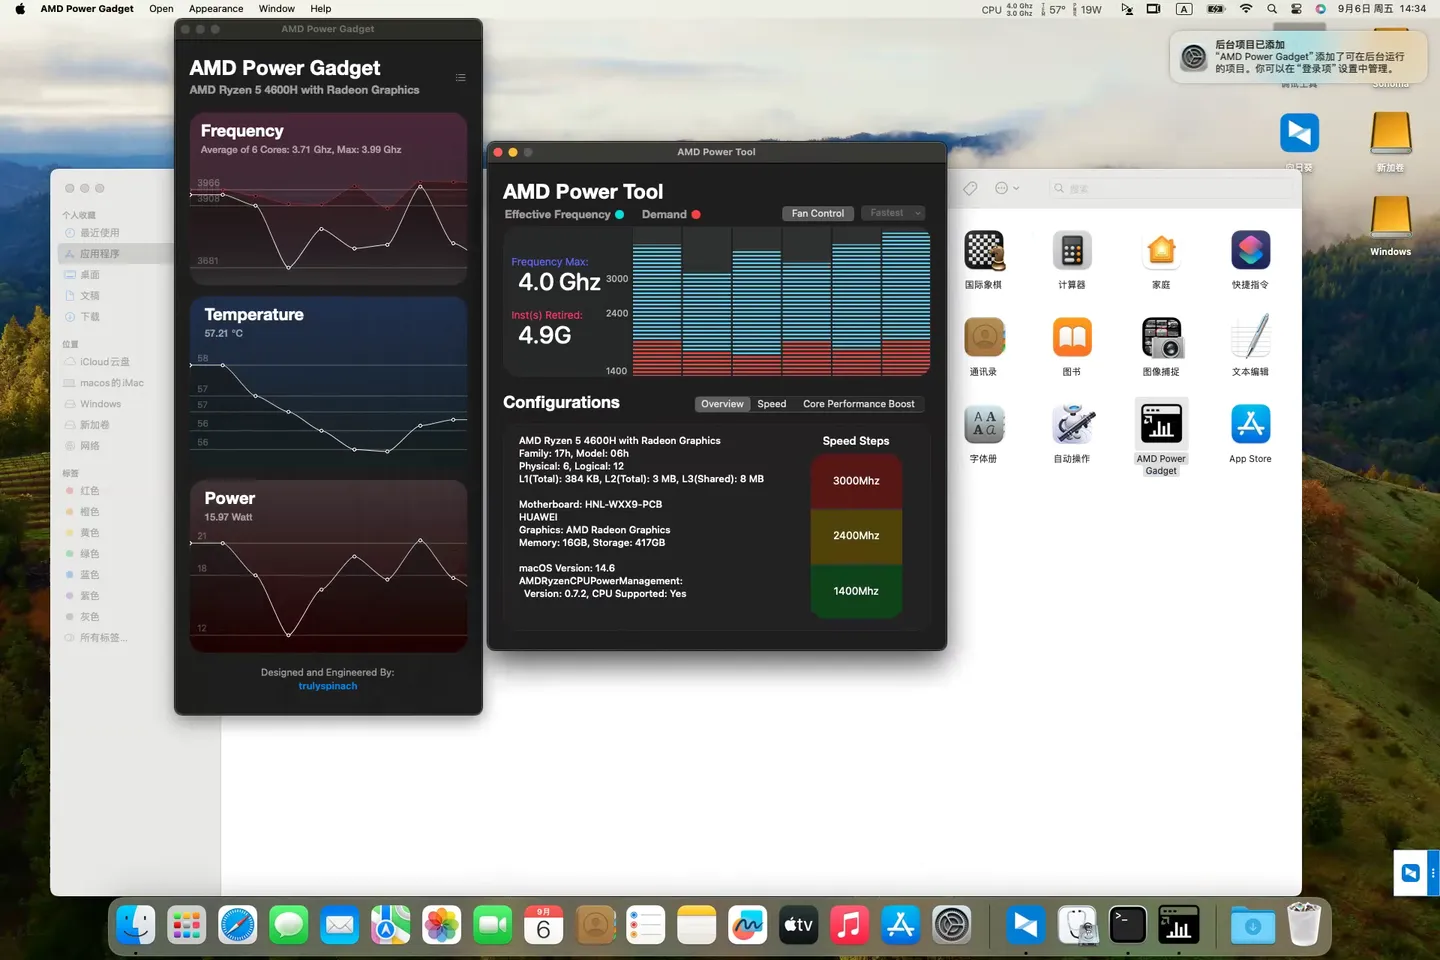 AMD Power Gadget Open Appearance Window Help
CPU 4.0 Ghz 3.0 Ghz 57° 19W A 9月6日 周五 14:34
后台项目已添加
“AMD Power Gadget”添加了可在后台运行
的项目。你可以在“登录项”设置中管理。
Sonoma
新加卷
Windows
AMD Power Gadget
AMD Power Gadget
AMD Ryzen 5 4600H with Radeon Graphics
Frequency
Average of 6 Cores: 3.71 Ghz, Max: 3.99 Ghz
3966
3908
3681
Temperature
57.21 °C
58
57
57
56
56
Power
15.97 Watt
21
18
12
Designed and Engineered By:
trulyspinach
AMD Power Tool
AMD Power Tool
Effective Frequency Demand Fan Control Fastest
Frequency Max:
4.0 Ghz
Inst(s) Retired:
4.9G
3000
2400
1400
Configurations Overview Speed Core Performance Boost
AMD Ryzen 5 4600H with Radeon Graphics
Family: 17h, Model: 06h
Physical: 6, Logical: 12
L1(Total): 384 KB, L2(Total): 3 MB, L3(Shared): 8 MB
Motherboard: HNL-WXX9-PCB
HUAWEI
Graphics: AMD Radeon Graphics
Memory: 16GB, Storage: 417GB
macOS Version: 14.6
AMDRyzenCPUPowerManagement:
Version: 0.7.2, CPU Supported: Yes
Speed Steps
3000Mhz
2400Mhz
1400Mhz
个人收藏
最近使用
应用程序
桌面
文稿
下载
位置
iCloud云盘
macos的iMac
Windows
新加卷
网络
标签
红色
橙色
黄色
绿色
蓝色
紫色
灰色
所有标签...
搜索
国际象棋 计算器 家庭 快捷指令
通讯录 图书 图像捕捉 文本编辑
字体册 自动操作 AMD Power Gadget App Store
9月
6
tv